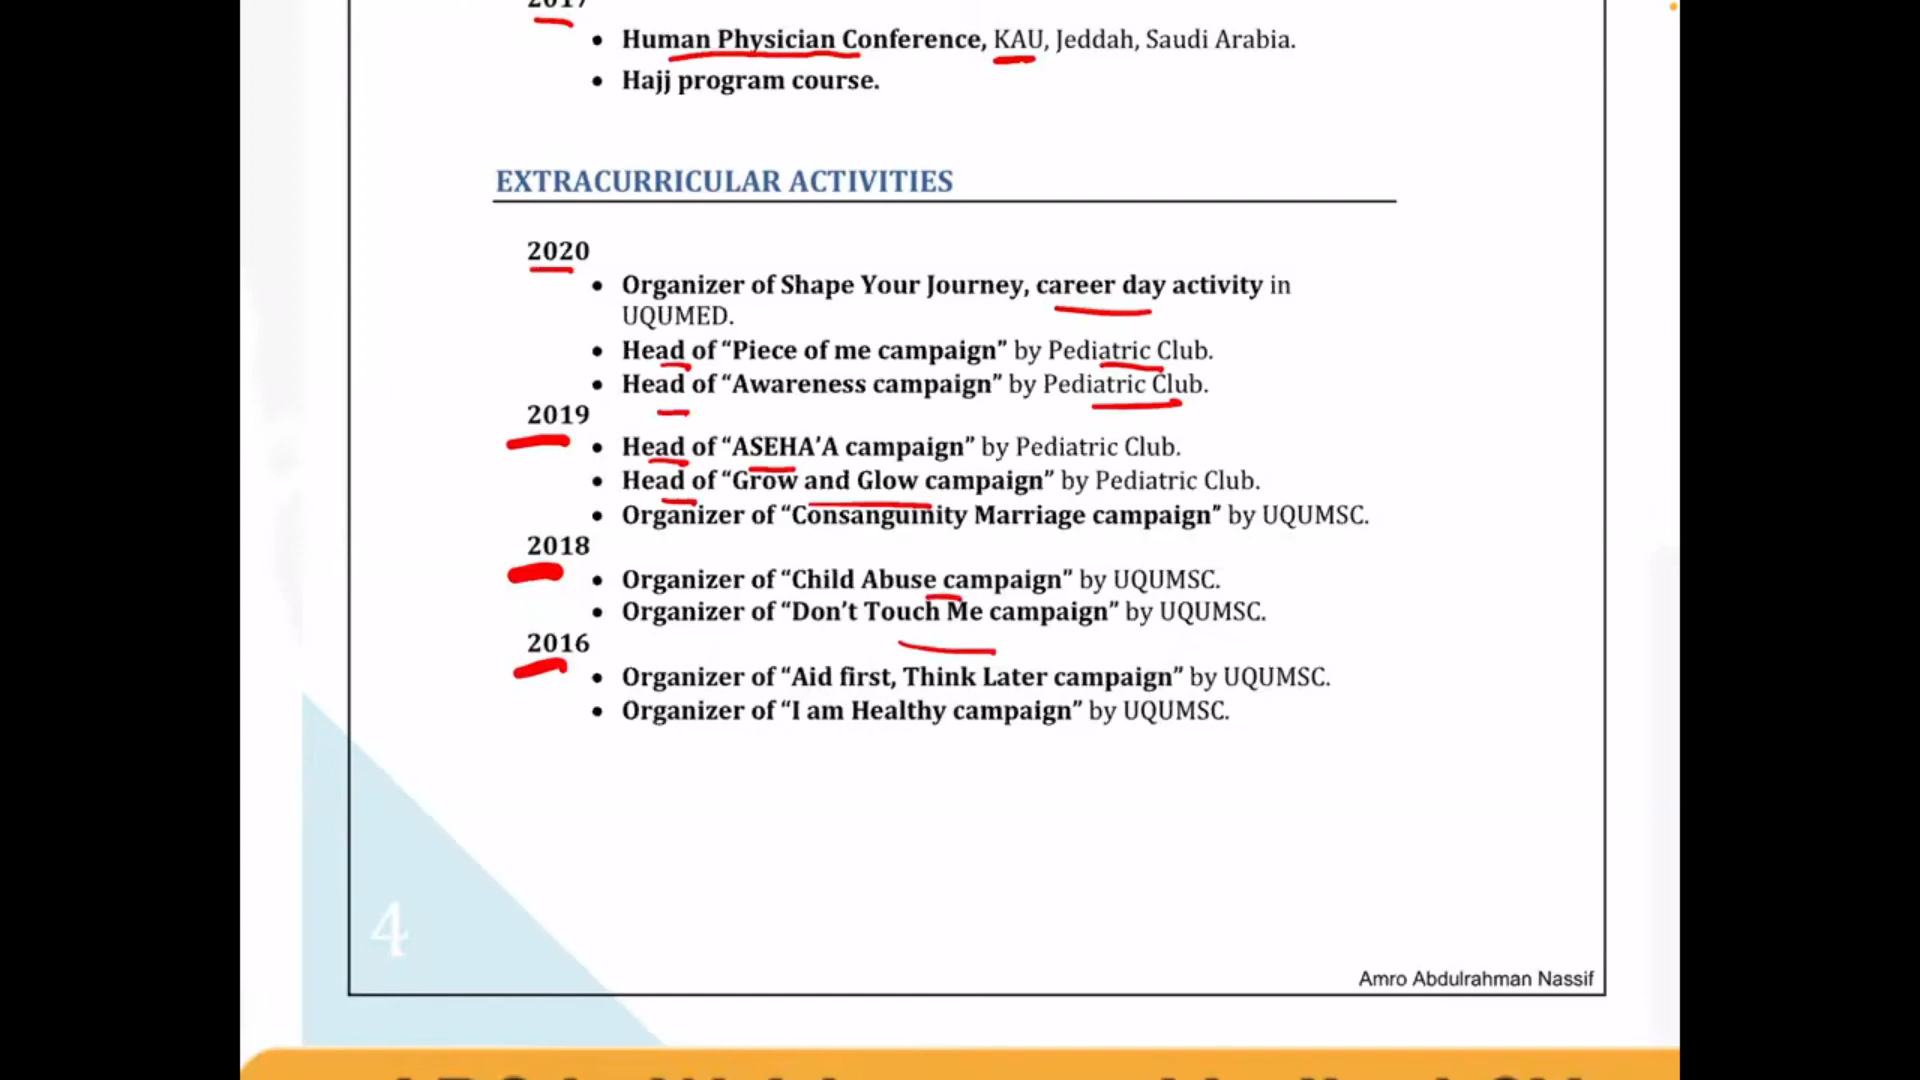 2017
• Human Physician Conference, KAU, Jeddah, Saudi Arabia.
• Hajj program course.
EXTRACURRICULAR ACTIVITIES
2020
• Organizer of Shape Your Journey, career day activity in
UQUMED.
• Head of “Piece of me campaign” by Pediatric Club.
• Head of “Awareness campaign” by Pediatric Club.
2019
• Head of “ASEHA’A campaign” by Pediatric Club.
• Head of “Grow and Glow campaign” by Pediatric Club.
• Organizer of “Consanguinity Marriage campaign” by UQUMSC.
2018
• Organizer of “Child Abuse campaign” by UQUMSC.
• Organizer of “Don’t Touch Me campaign” by UQUMSC.
2016
• Organizer of “Aid first, Think Later campaign” by UQUMSC.
• Organizer of “I am Healthy campaign” by UQUMSC.
4
Amro Abdulrahman Nassif